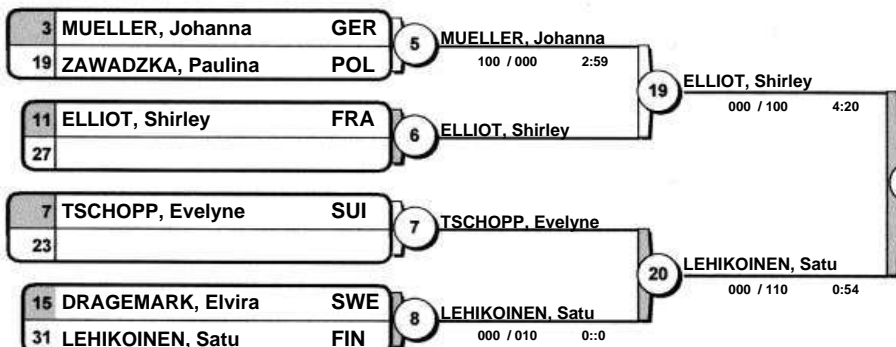 3 MUELLER, Johanna GER
19 ZAWADZKA, Paulina POL
5
MUELLER, Johanna
100 / 000 2:59
11 ELLIOT, Shirley FRA
27
6
ELLIOT, Shirley
19
ELLIOT, Shirley
000 / 100 4:20
7 TSCHOPP, Evelyne SUI
23
7
TSCHOPP, Evelyne
15 DRAGEMARK, Elvira SWE
31 LEHIKOINEN, Satu FIN
8
LEHIKOINEN, Satu
000 / 010 0::0
20
LEHIKOINEN, Satu
000 / 110 0:54